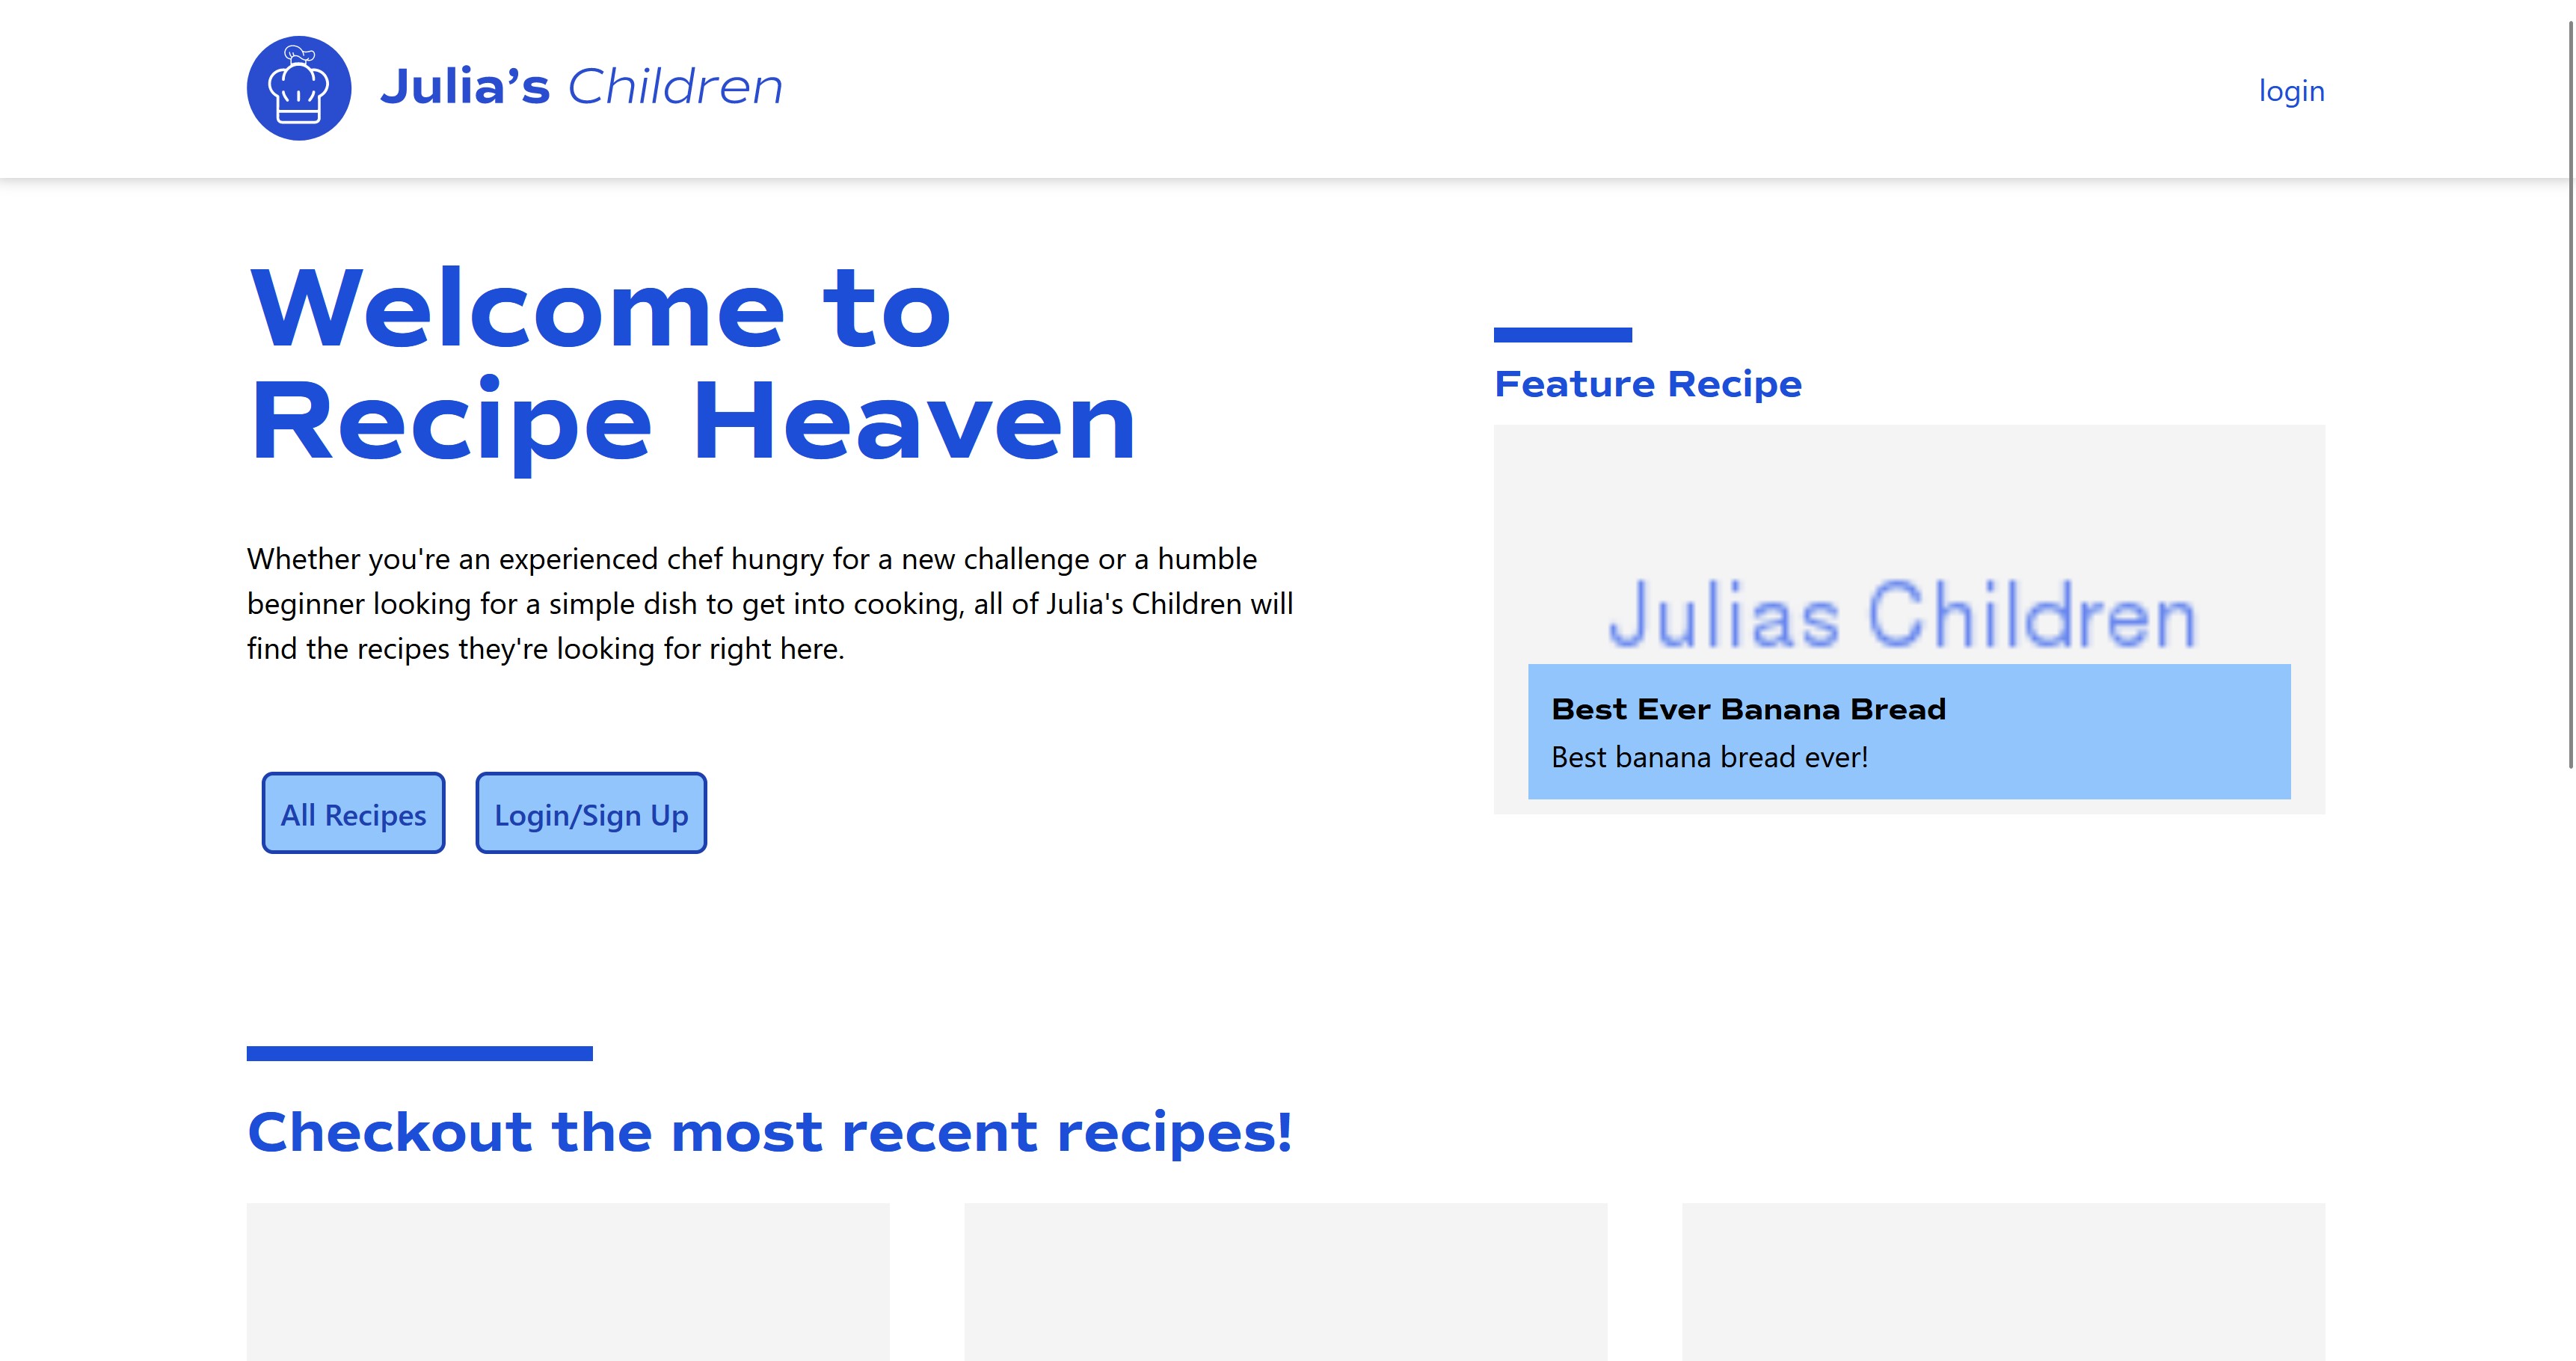 Julia’s Children
login
Welcome to
Recipe Heaven
Whether you're an experienced chef hungry for a new challenge or a humble
beginner looking for a simple dish to get into cooking, all of Julia's Children will
find the recipes they're looking for right here.
All Recipes
Login/Sign Up
Feature Recipe
Julias Children
Best Ever Banana Bread
Best banana bread ever!
Checkout the most recent recipes!